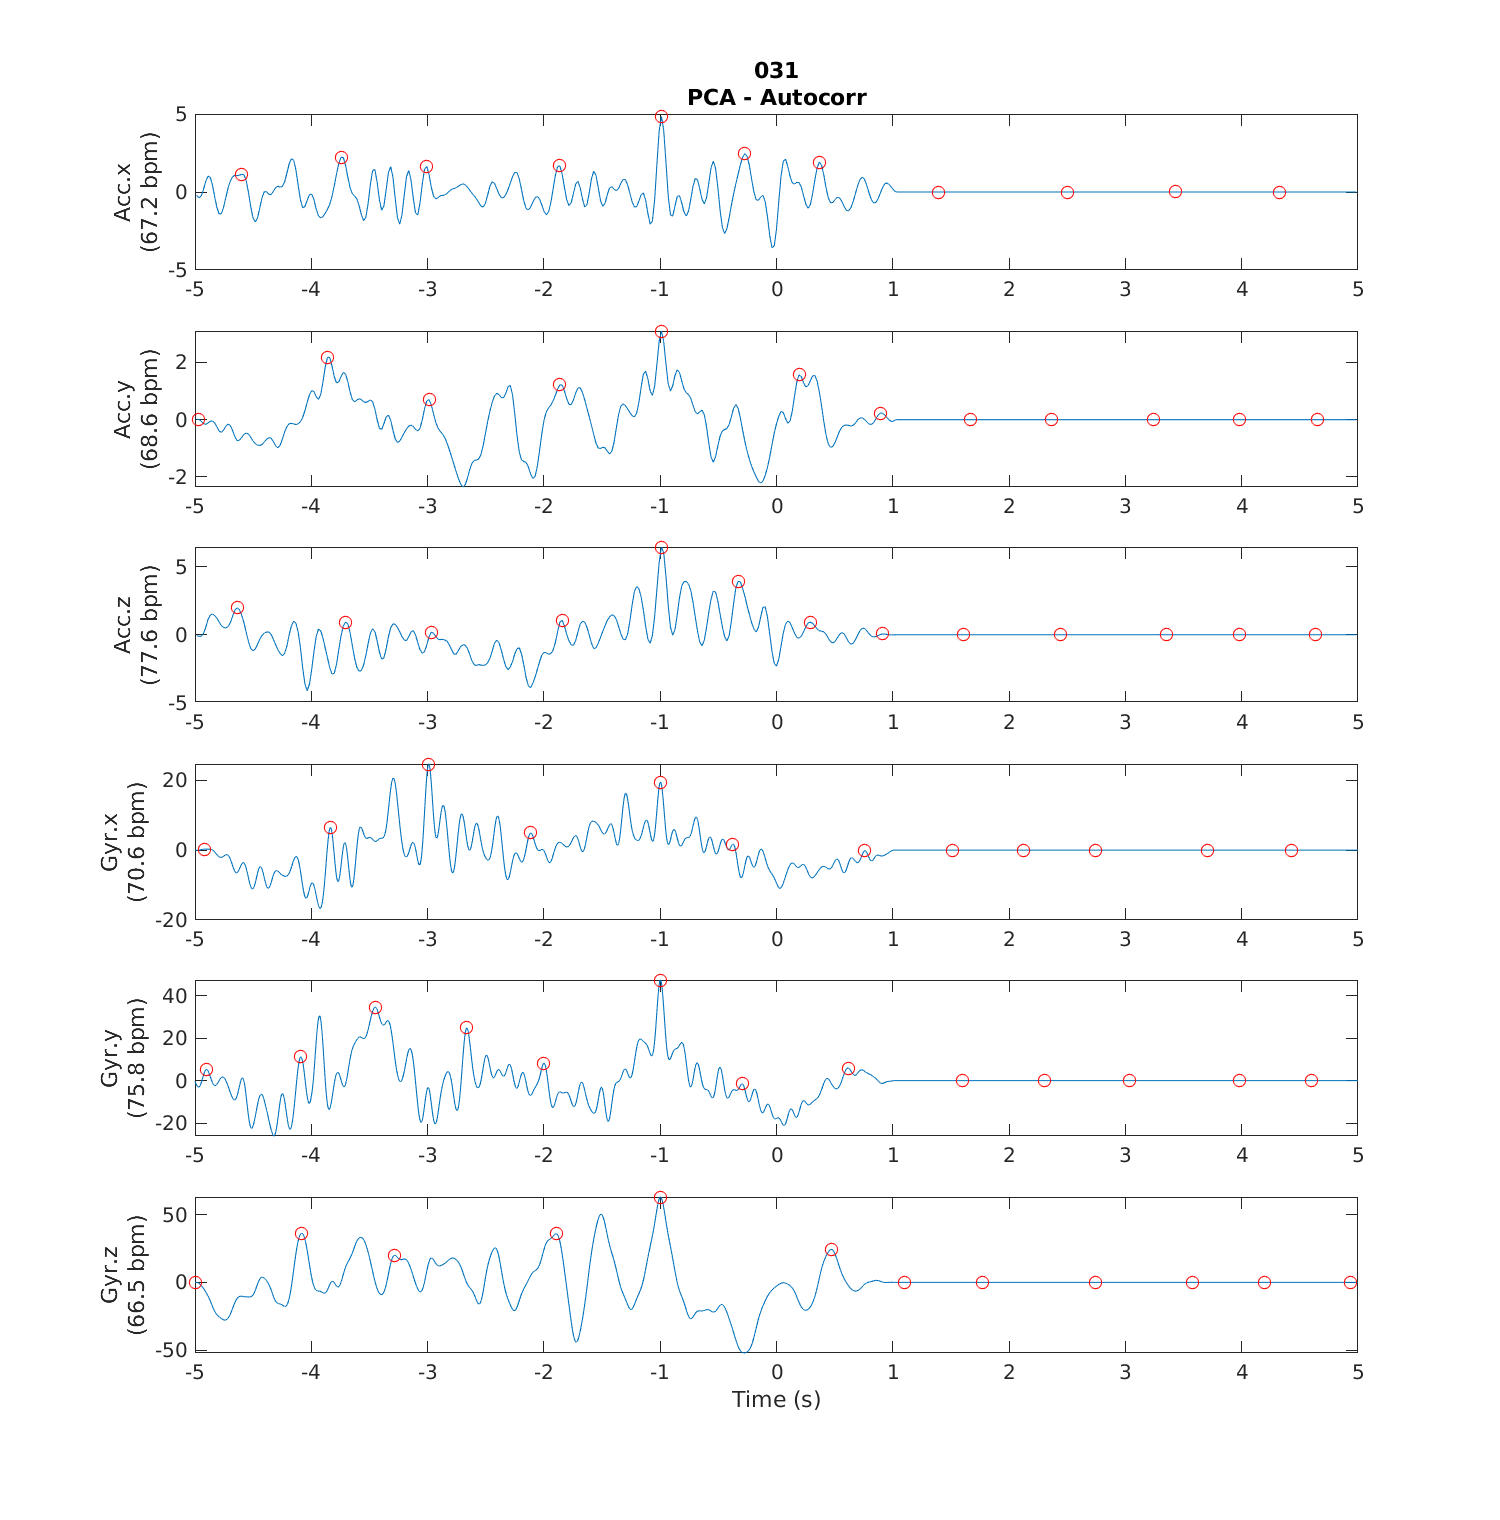 031
PCA - Autocorr
Acc.x
(67.2 bpm)
5
0
-5
-5 -4 -3 -2 -1 0 1 2 3 4 5
Acc.y
(68.6 bpm)
2
0
-2
-5 -4 -3 -2 -1 0 1 2 3 4 5
Acc.z
(77.6 bpm)
5
0
-5
-5 -4 -3 -2 -1 0 1 2 3 4 5
Gyr.x
(70.6 bpm)
20
0
-20
-5 -4 -3 -2 -1 0 1 2 3 4 5
Gyr.y
(75.8 bpm)
40
20
0
-20
-5 -4 -3 -2 -1 0 1 2 3 4 5
Gyr.z
(66.5 bpm)
50
0
-50
-5 -4 -3 -2 -1 0 1 2 3 4 5
Time (s)